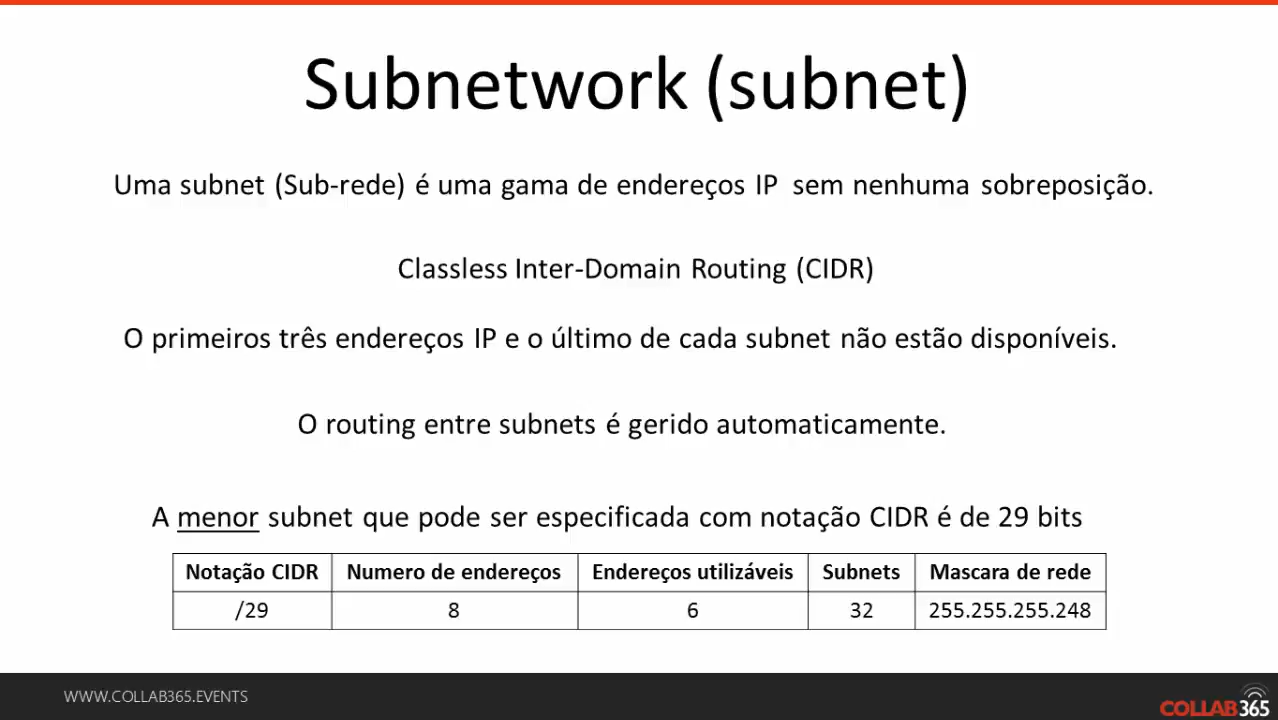 Subnetwork (subnet)
Uma subnet (Sub-rede) é uma gama de endereços IP sem nenhuma sobreposição.
Classless Inter-Domain Routing (CIDR)
O primeiros três endereços IP e o último de cada subnet não estão disponíveis.
O routing entre subnets é gerido automaticamente.
A menor subnet que pode ser especificada com notação CIDR é de 29 bits
Notação CIDR Numero de endereços Endereços utilizáveis Subnets Mascara de rede
/29 8 6 32 255.255.255.248
WWW.COLLAB365.EVENTS
COLLAB365